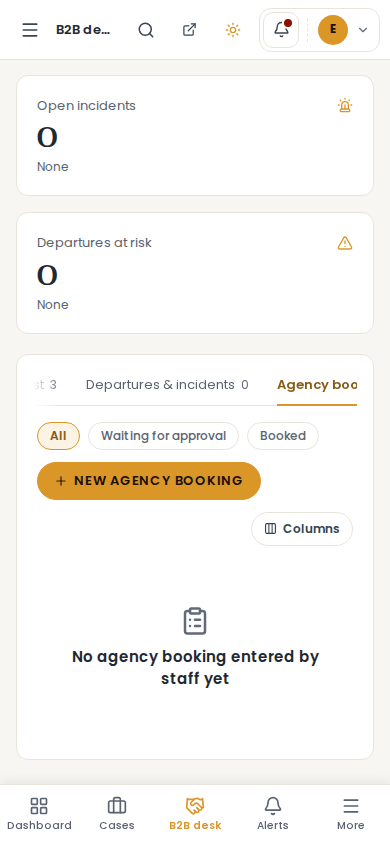 B2B de...
E
Open incidents
0
None
Departures at risk
0
None
st 3
Departures & incidents 0
Agency boo
All
Waiting for approval
Booked
+ NEW AGENCY BOOKING
Columns
No agency booking entered by
staff yet
Dashboard
Cases
B2B desk
Alerts
More